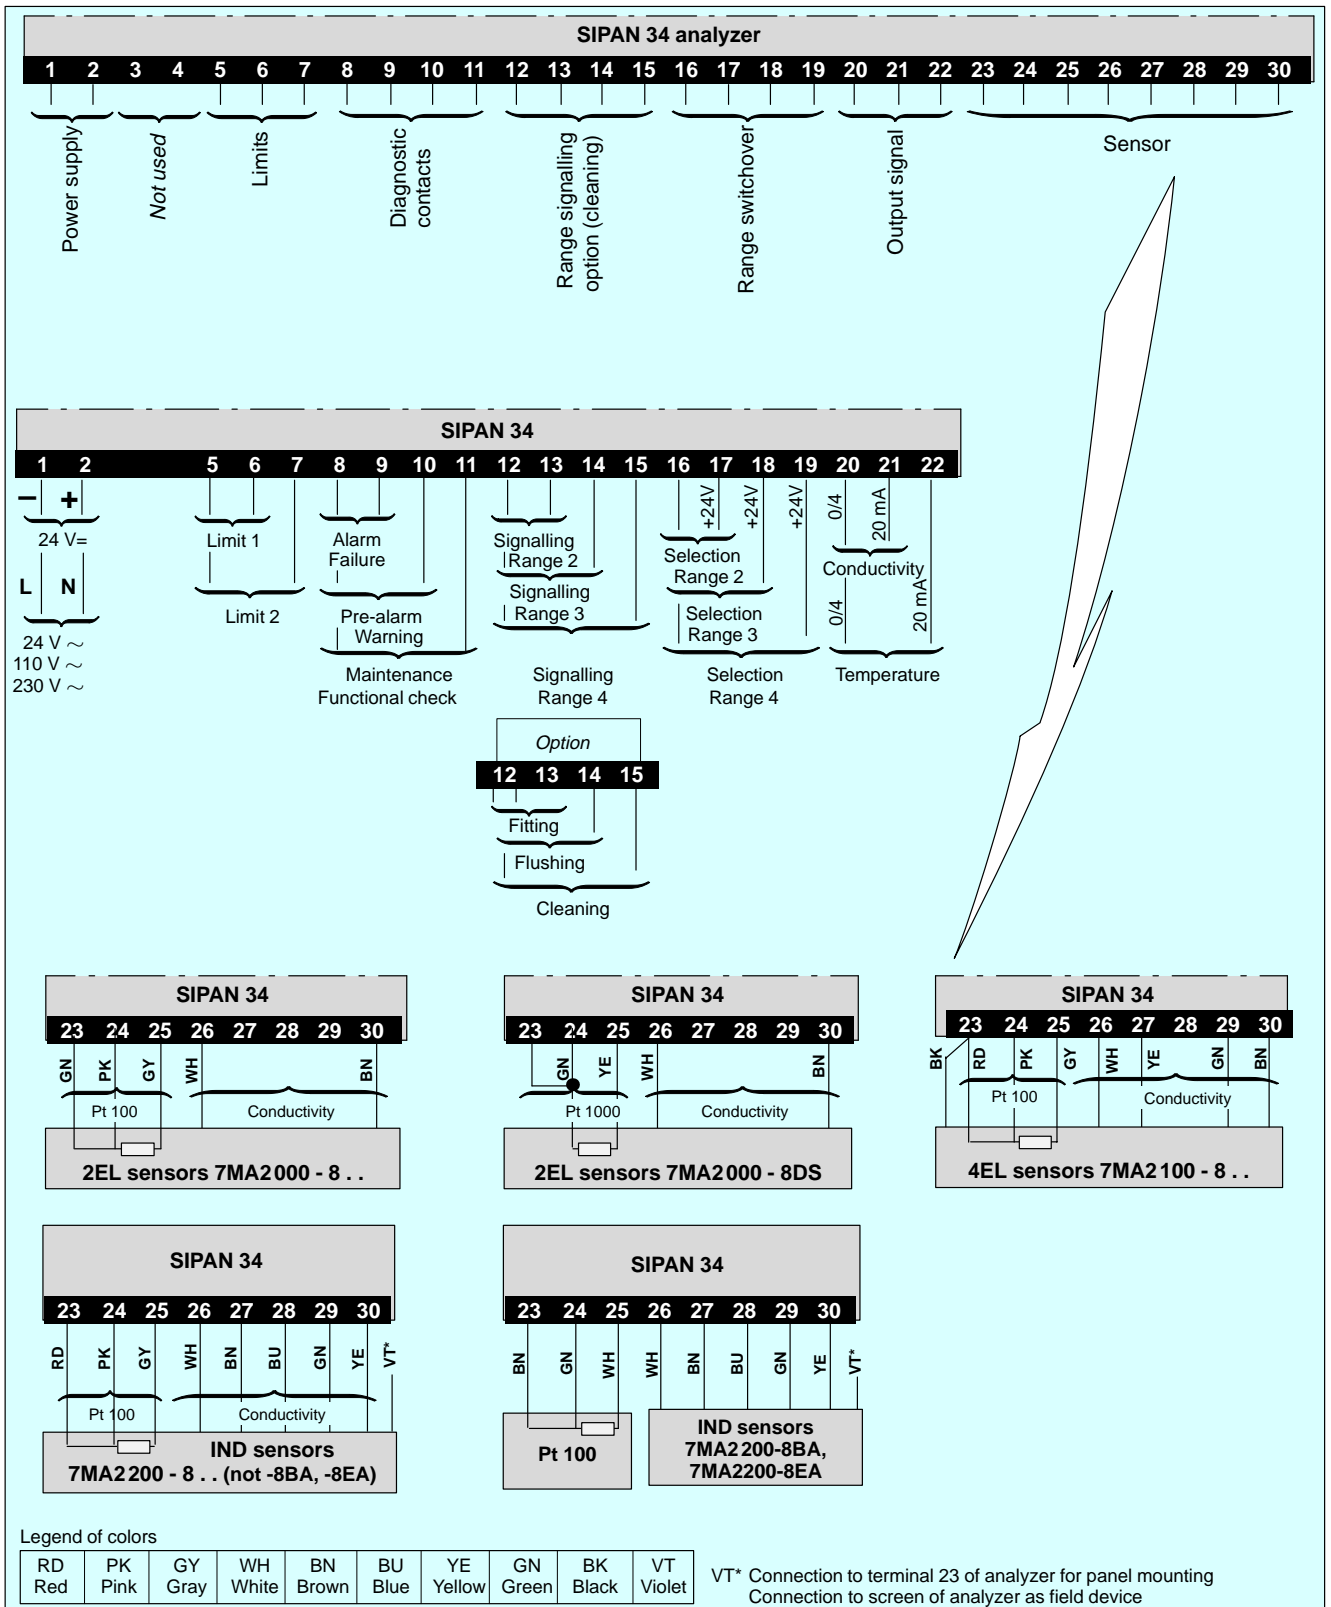 SIPAN 34 analyzer
1 2 3 4 5 6 7 8 9 10 11 12 13 14 15 16 17 18 19 20 21 22 23 24 25 26 27 28 29 30
Power supply
Not used
Limits
Diagnostic
contacts
Range signalling
option (cleaning)
Range switchover
Output signal
Sensor
SIPAN 34
1 2 5 6 7 8 9 10 11 12 13 14 15 16 17 18 19 20 21 22
− +
+24V +24V +24V 0/4 20 mA
24 V=
Limit 1
Alarm
Failure
Signalling
Range 2
Selection
Range 2
Conductivity
L N
Limit 2
Pre-alarm
Warning
Signalling
Range 3
Selection
Range 3
0/4 20 mA
24 V ~
110 V ~
230 V ~
Maintenance
Functional check
Signalling
Range 4
Selection
Range 4
Temperature
Option
12 13 14 15
Fitting
Flushing
Cleaning
SIPAN 34
23 24 25 26 27 28 29 30
GN PK GY WH BN
Pt 100 Conductivity
2EL sensors 7MA2000 - 8 . .
SIPAN 34
23 24 25 26 27 28 29 30
GN YE WH BN
Pt 1000 Conductivity
2EL sensors 7MA2000 - 8DS
SIPAN 34
23 24 25 26 27 28 29 30
BK RD PK GY WH YE GN BN
Pt 100 Conductivity
4EL sensors 7MA2100 - 8 . .
SIPAN 34
23 24 25 26 27 28 29 30
RD PK GY WH BN BU GN YE VT*
Pt 100 Conductivity
IND sensors
7MA2200 - 8 . . (not -8BA, -8EA)
SIPAN 34
23 24 25 26 27 28 29 30
BN GN WH WH BN BU GN YE VT*
Pt 100
IND sensors
7MA2200-8BA,
7MA2200-8EA
Legend of colors
RD PK GY WH BN BU YE GN BK VT
Red Pink Gray White Brown Blue Yellow Green Black Violet
VT* Connection to terminal 23 of analyzer for panel mounting
Connection to screen of analyzer as field device